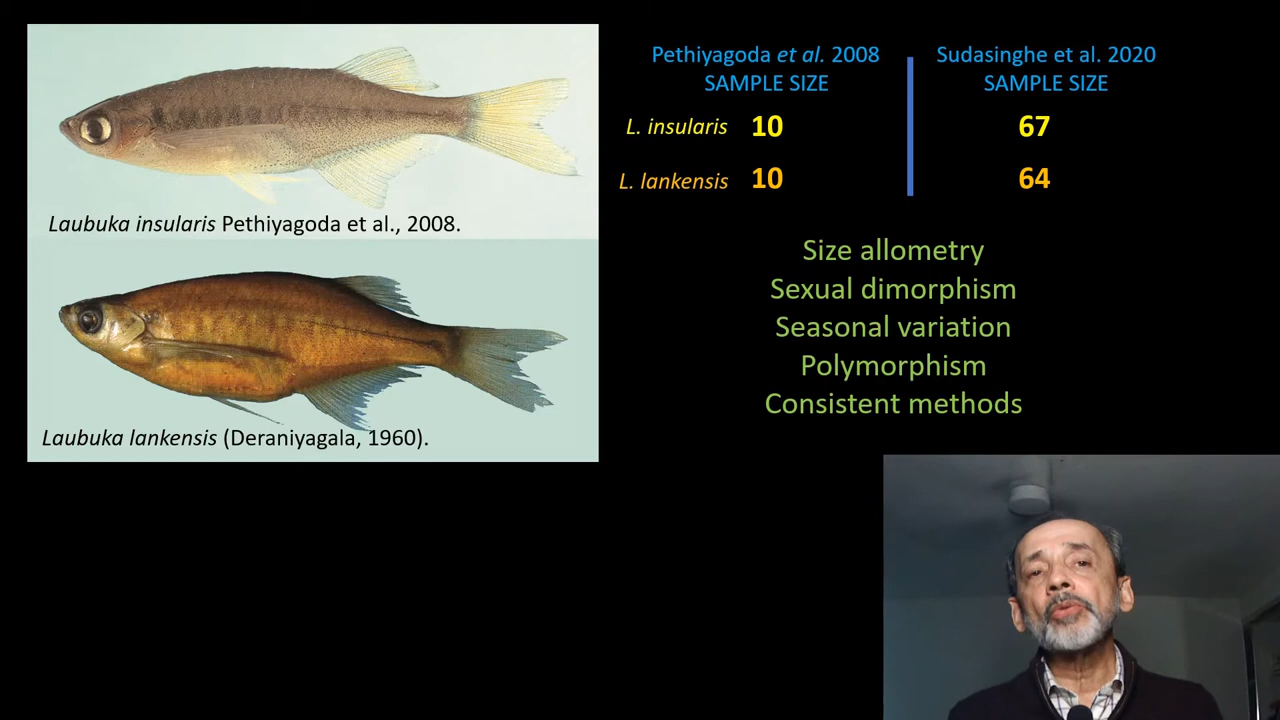 Laubuka insularis Pethiyagoda et al., 2008.
Laubuka lankensis (Deraniyagala, 1960).
Pethiyagoda et al. 2008
SAMPLE SIZE
Sudasinghe et al. 2020
SAMPLE SIZE
L. insularis 10 67
L. lankensis 10 64
Size allometry
Sexual dimorphism
Seasonal variation
Polymorphism
Consistent methods